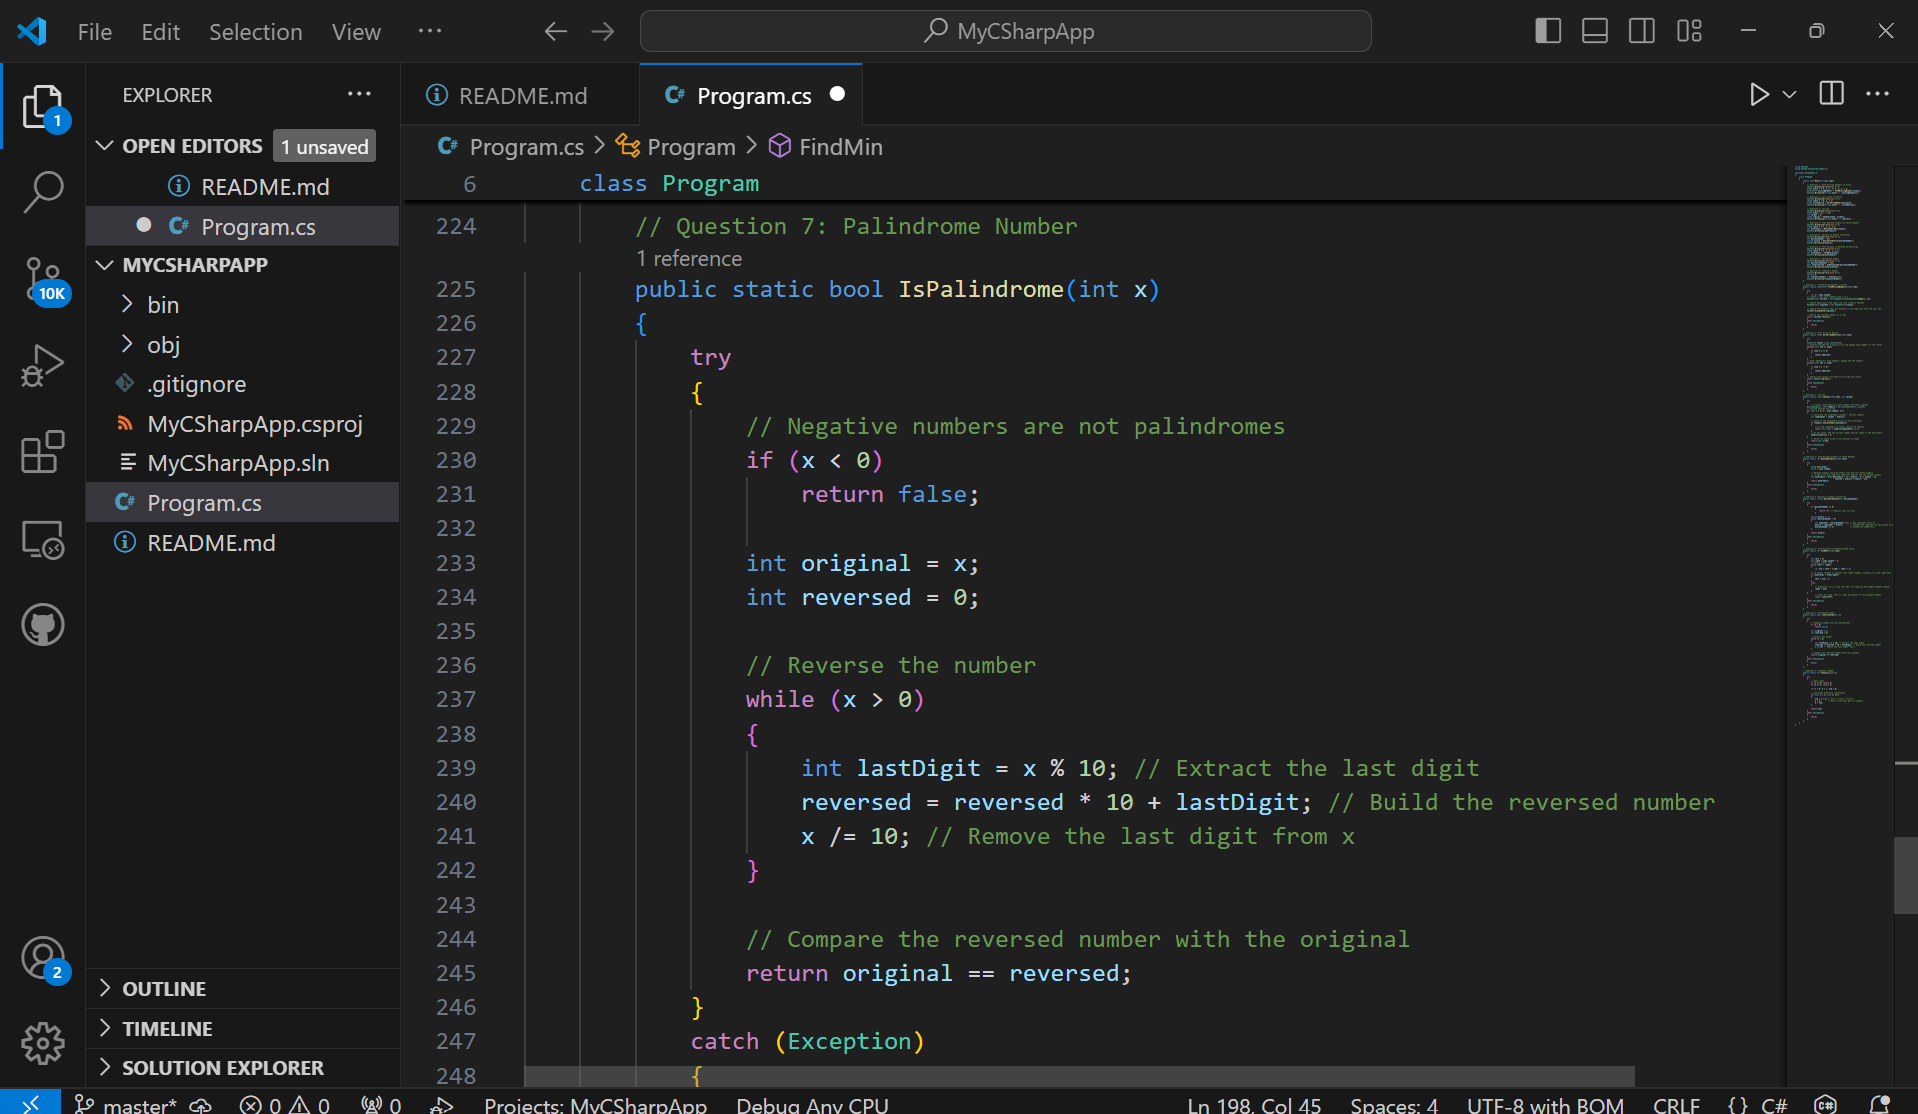 File Edit Selection View ··· MyCSharpApp
EXPLORER ···
OPEN EDITORS 1 unsaved
README.md
Program.cs
MYCSHARPAPP
bin
obj
.gitignore
MyCSharpApp.csproj
MyCSharpApp.sln
Program.cs
README.md
OUTLINE
TIMELINE
SOLUTION EXPLORER
1
10K
2
README.md Program.cs
Program.cs > Program > FindMin
6 class Program
224 // Question 7: Palindrome Number
1 reference
225 public static bool IsPalindrome(int x)
226 {
227 try
228 {
229 // Negative numbers are not palindromes
230 if (x < 0)
231 return false;
232
233 int original = x;
234 int reversed = 0;
235
236 // Reverse the number
237 while (x > 0)
238 {
239 int lastDigit = x % 10; // Extract the last digit
240 reversed = reversed * 10 + lastDigit; // Build the reversed number
241 x /= 10; // Remove the last digit from x
242 }
243
244 // Compare the reversed number with the original
245 return original == reversed;
246 }
247 catch (Exception)
248 {
master* 0 0 0 Projects: MyCSharpApp Debug Any CPU Ln 198, Col 45 Spaces: 4 UTF-8 with BOM CRLF {} C#